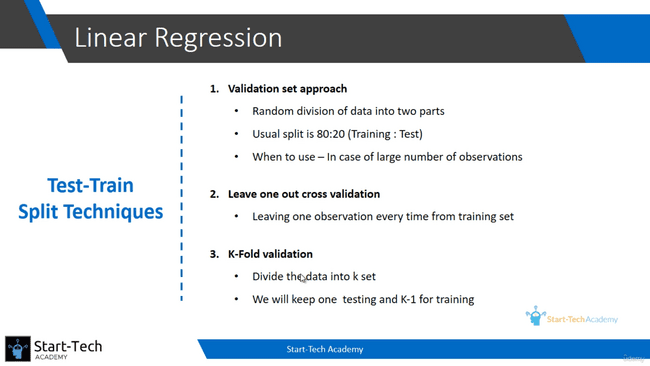 Linear Regression
Test-Train
Split Techniques
1. Validation set approach
• Random division of data into two parts
• Usual split is 80:20 (Training : Test)
• When to use – In case of large number of observations
2. Leave one out cross validation
• Leaving one observation every time from training set
3. K-Fold validation
• Divide the data into k set
• We will keep one testing and K-1 for training
Start-TechAcademy
Start-Tech
ACADEMY
Start-Tech Academy
Udemy